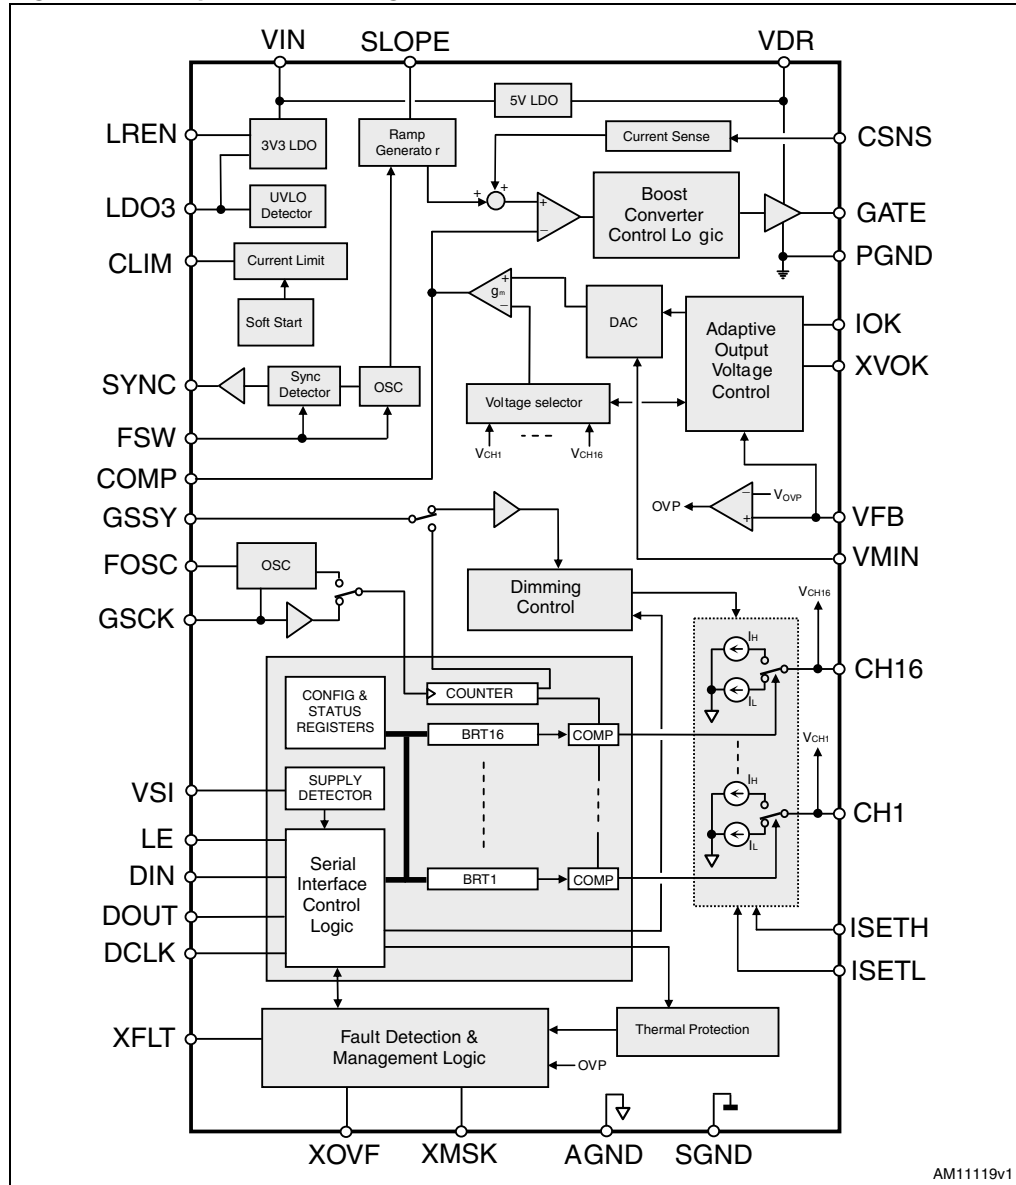 VIN
SLOPE
VDR
5V LDO
LREN
3V3 LDO
Ramp
Generato r
Current Sense
CSNS
LDO3
UVLO
Detector
+
+
+
−
Boost
Converter
Control Lo gic
GATE
CLIM
Current Limit
PGND
Soft Start
gm
+
−
DAC
Adaptive
Output
Voltage
Control
IOK
XVOK
SYNC
Sync
Detector
OSC
Voltage selector
FSW
VCH1
VCH16
COMP
OVP
−
+
VOVP
GSSY
VFB
FOSC
OSC
VMIN
Dimming
Control
GSCK
VCH16
IH
IL
CH16
CONFIG &
STATUS
REGISTERS
COUNTER
BRT16
COMP
VCH1
VSI
SUPPLY
DETECTOR
IH
IL
CH1
LE
DIN
DOUT
DCLK
Serial
Interface
Control
Logic
BRT1
COMP
ISETH
ISETL
XFLT
Fault Detection &
Management Logic
Thermal Protection
OVP
XOVF
XMSK
AGND
SGND
AM11119v1